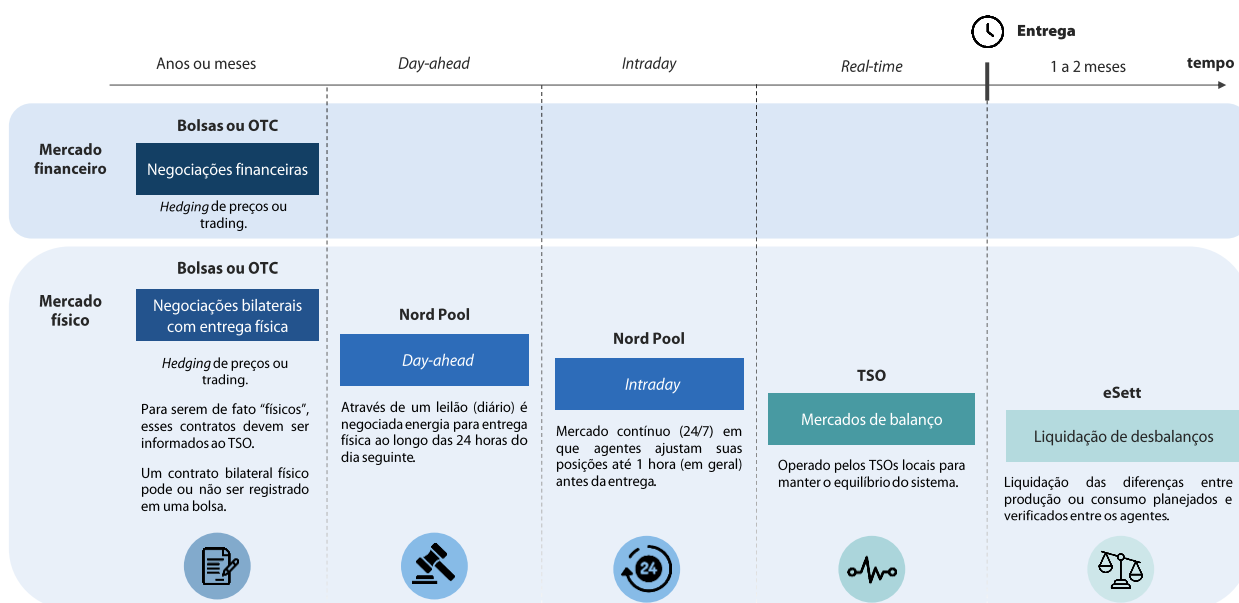 Entrega
Anos ou meses
Day-ahead
Intraday
Real-time
1 a 2 meses
tempo
Mercado
financeiro
Bolsas ou OTC
Negociações financeiras
Hedging de preços ou
trading.
Mercado
físico
Bolsas ou OTC
Negociações bilaterais
com entrega física
Hedging de preços ou
trading.
Para serem de fato “físicos”,
esses contratos devem ser
informados ao TSO.
Um contrato bilateral físico
pode ou não ser registrado
em uma bolsa.
Nord Pool
Day-ahead
Através de um leilão (diário) é
negociada energia para entrega
física ao longo das 24 horas do
dia seguinte.
Nord Pool
Intraday
Mercado contínuo (24/7) em
que agentes ajustam suas
posições até 1 hora (em geral)
antes da entrega.
24
TSO
Mercados de balanço
Operado pelos TSOs locais para
manter o equilíbrio do sistema.
eSett
Liquidação de desbalanços
Liquidação das diferenças entre
produção ou consumo planejados e
verificados entre os agentes.